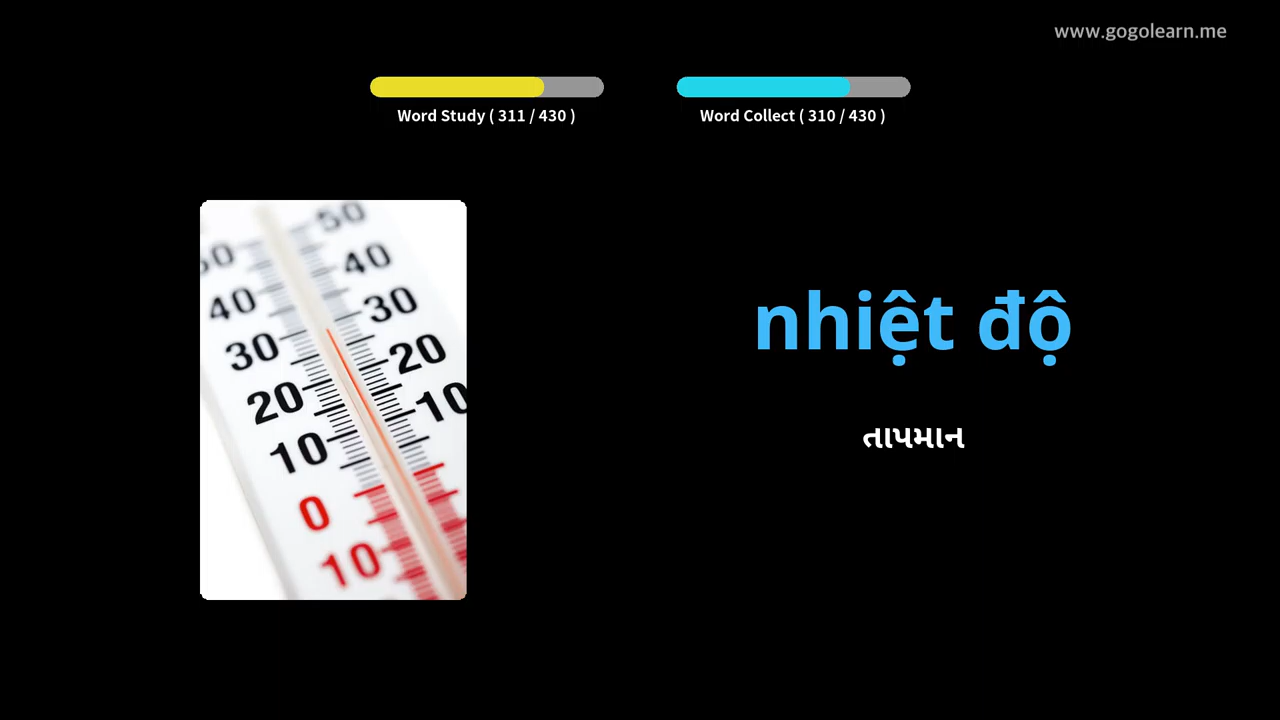 www.gogolearn.me
Word Study ( 311 / 430 )
Word Collect ( 310 / 430 )
nhiệt độ
તાપમાન
50
50
40
40
30
30
20
20
10
10
0
10